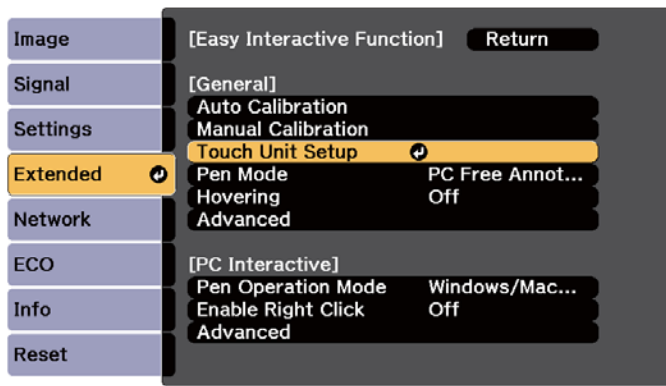 Image
Signal
Settings
Extended
Network
ECO
Info
Reset
[Easy Interactive Function] Return
[General]
Auto Calibration
Manual Calibration
Touch Unit Setup
Pen Mode PC Free Annot...
Hovering Off
Advanced
[PC Interactive]
Pen Operation Mode Windows/Mac...
Enable Right Click Off
Advanced